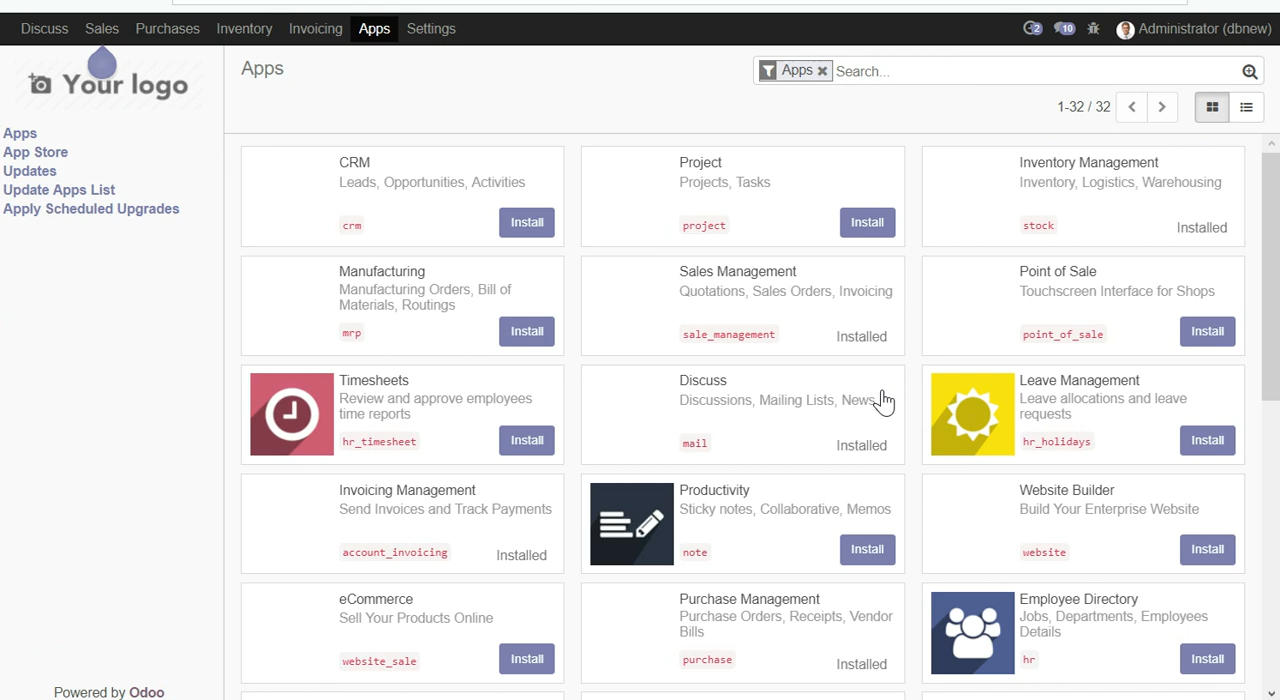 Discuss Sales Purchases Inventory Invoicing Apps Settings 2 10 Administrator (dbnew)
Your logo
Apps
App Store
Updates
Update Apps List
Apply Scheduled Upgrades
Powered by Odoo
Apps
Apps Search...
1-32 / 32
CRM
Leads, Opportunities, Activities
crm
Install
Project
Projects, Tasks
project
Install
Inventory Management
Inventory, Logistics, Warehousing
stock
Installed
Manufacturing
Manufacturing Orders, Bill of
Materials, Routings
mrp
Install
Sales Management
Quotations, Sales Orders, Invoicing
sale_management
Installed
Point of Sale
Touchscreen Interface for Shops
point_of_sale
Install
Timesheets
Review and approve employees
time reports
hr_timesheet
Install
Discuss
Discussions, Mailing Lists, News
mail
Installed
Leave Management
Leave allocations and leave
requests
hr_holidays
Install
Invoicing Management
Send Invoices and Track Payments
account_invoicing
Installed
Productivity
Sticky notes, Collaborative, Memos
note
Install
Website Builder
Build Your Enterprise Website
website
Install
eCommerce
Sell Your Products Online
website_sale
Install
Purchase Management
Purchase Orders, Receipts, Vendor
Bills
purchase
Installed
Employee Directory
Jobs, Departments, Employees
Details
hr
Install